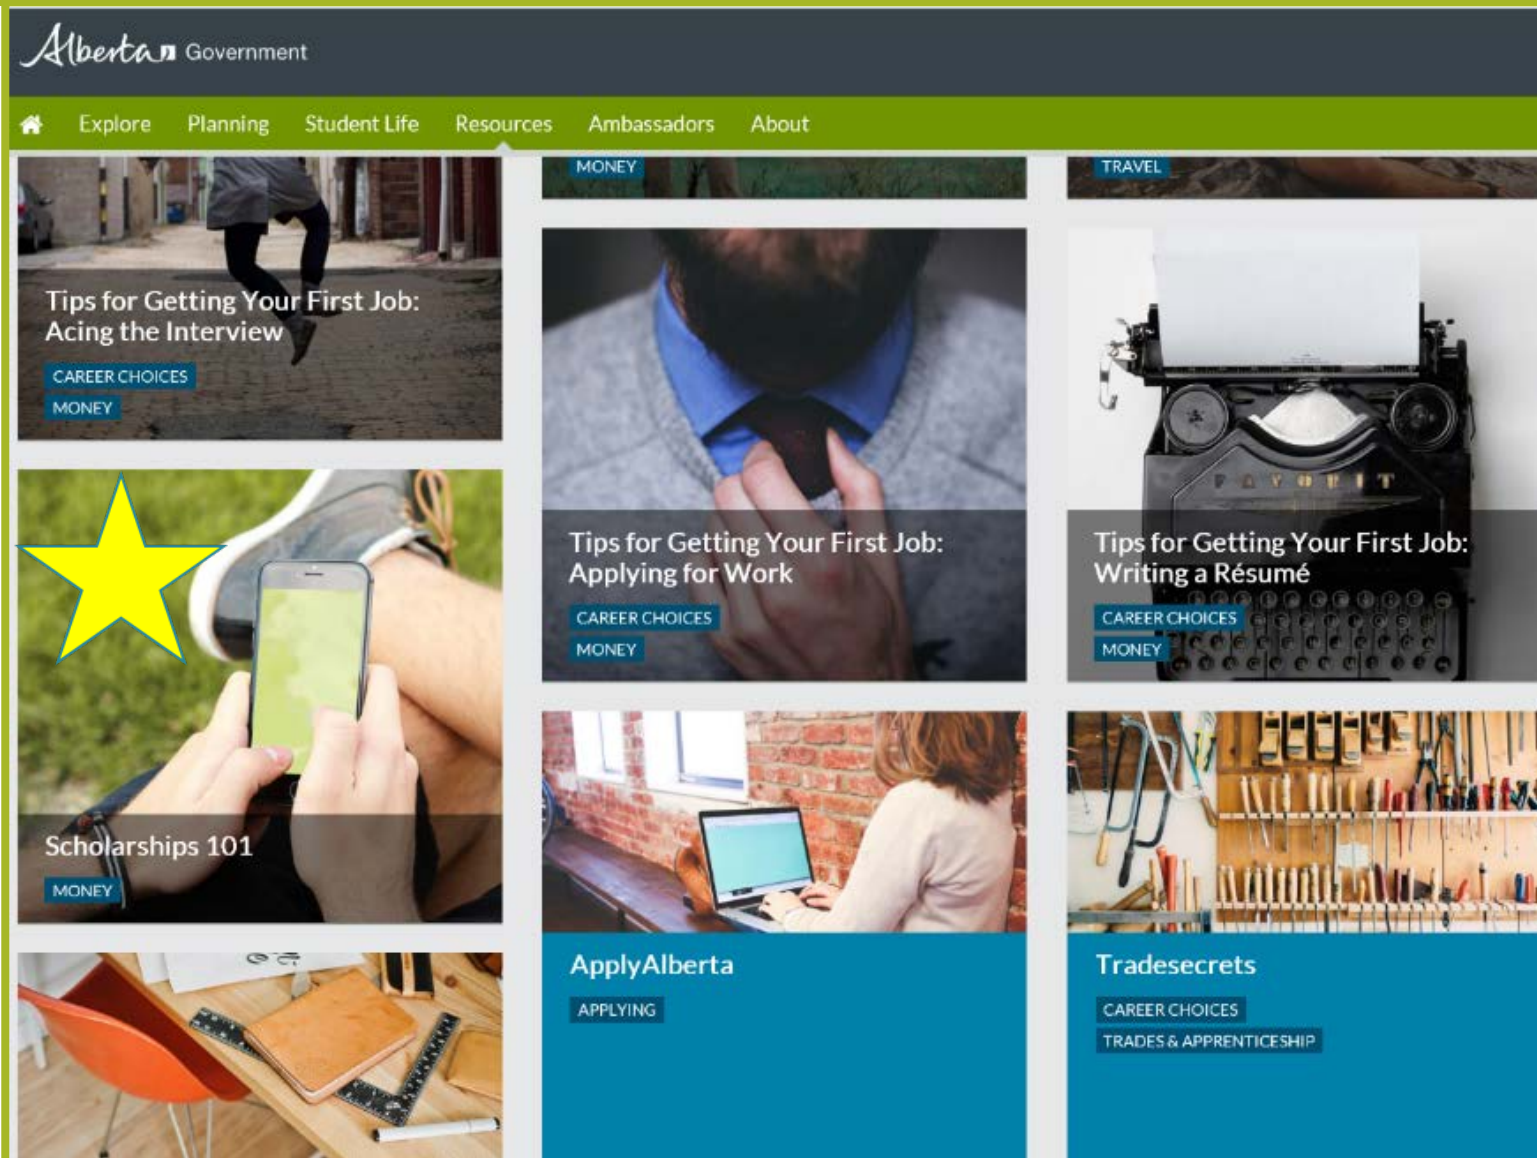 Alberta Government
Explore Planning Student Life Resources Ambassadors About
MONEY
TRAVEL
Tips for Getting Your First Job:
Acing the Interview
CAREER CHOICES
MONEY
Tips for Getting Your First Job:
Applying for Work
CAREER CHOICES
MONEY
FAVORIT
Tips for Getting Your First Job:
Writing a Résumé
CAREER CHOICES
MONEY
Scholarships 101
MONEY
ApplyAlberta
APPLYING
Tradesecrets
CAREER CHOICES
TRADES & APPRENTICESHIP